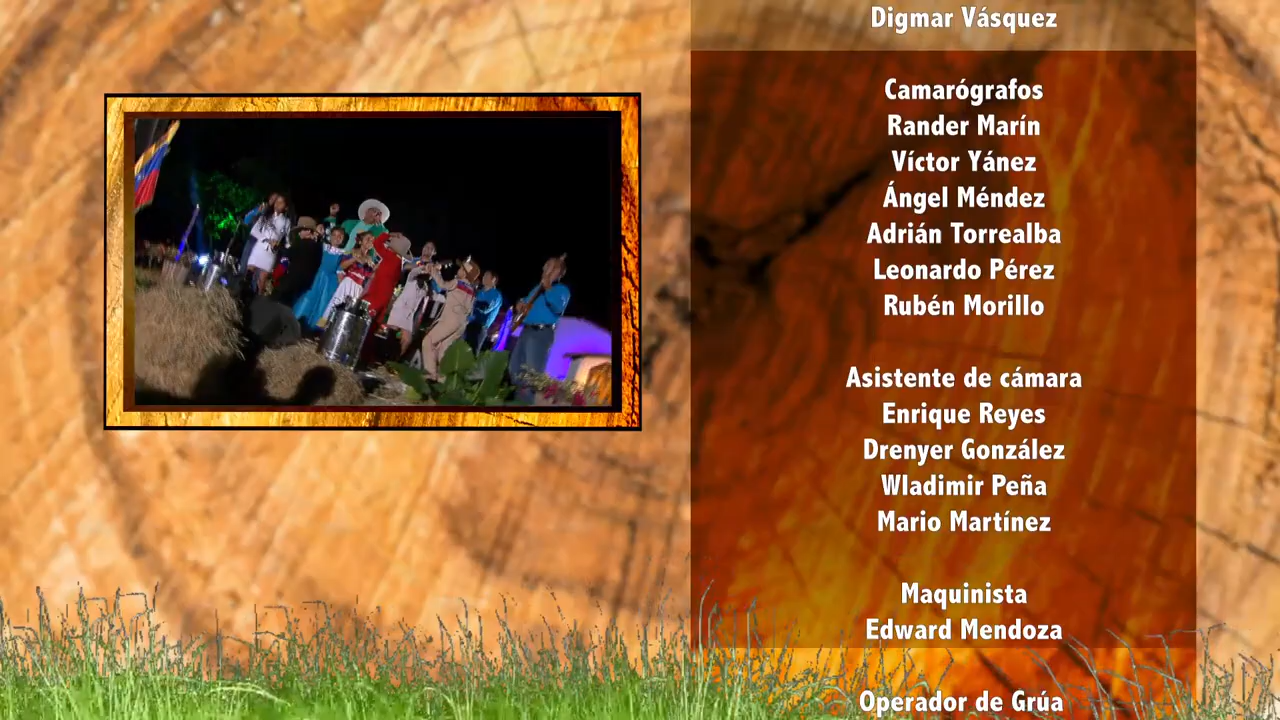 Digmar Vásquez
Camarógrafos
Rander Marín
Víctor Yánez
Ángel Méndez
Adrián Torrealba
Leonardo Pérez
Rubén Morillo
Asistente de cámara
Enrique Reyes
Drenyer González
Wladimir Peña
Mario Martínez
Maquinista
Edward Mendoza
Operador de Grúa